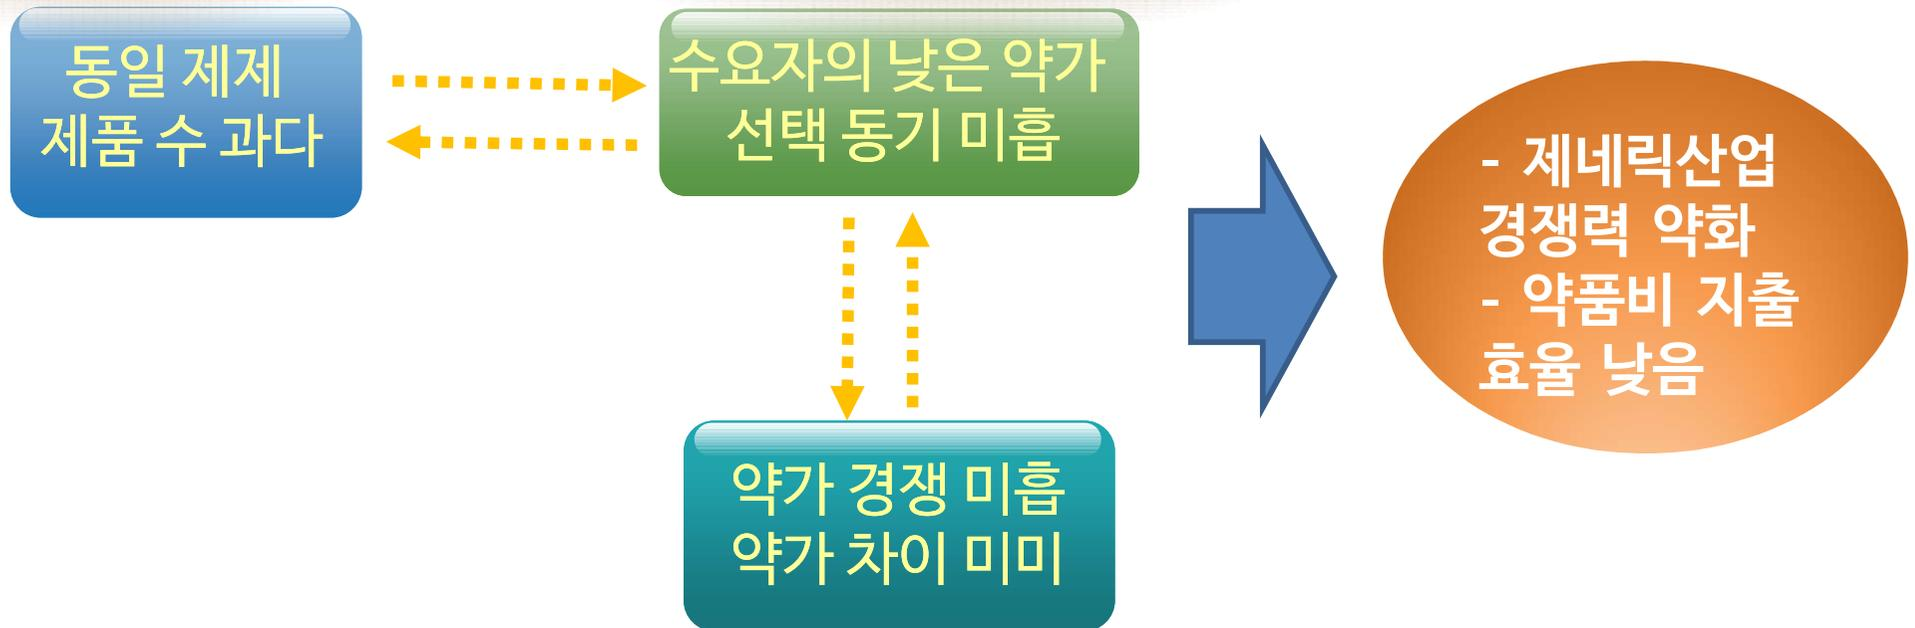 동일 제제
제품 수 과다
수요자의 낮은 약가
선택 동기 미흡
약가 경쟁 미흡
약가 차이 미미
- 제네릭산업
경쟁력 약화
- 약품비 지출
효율 낮음